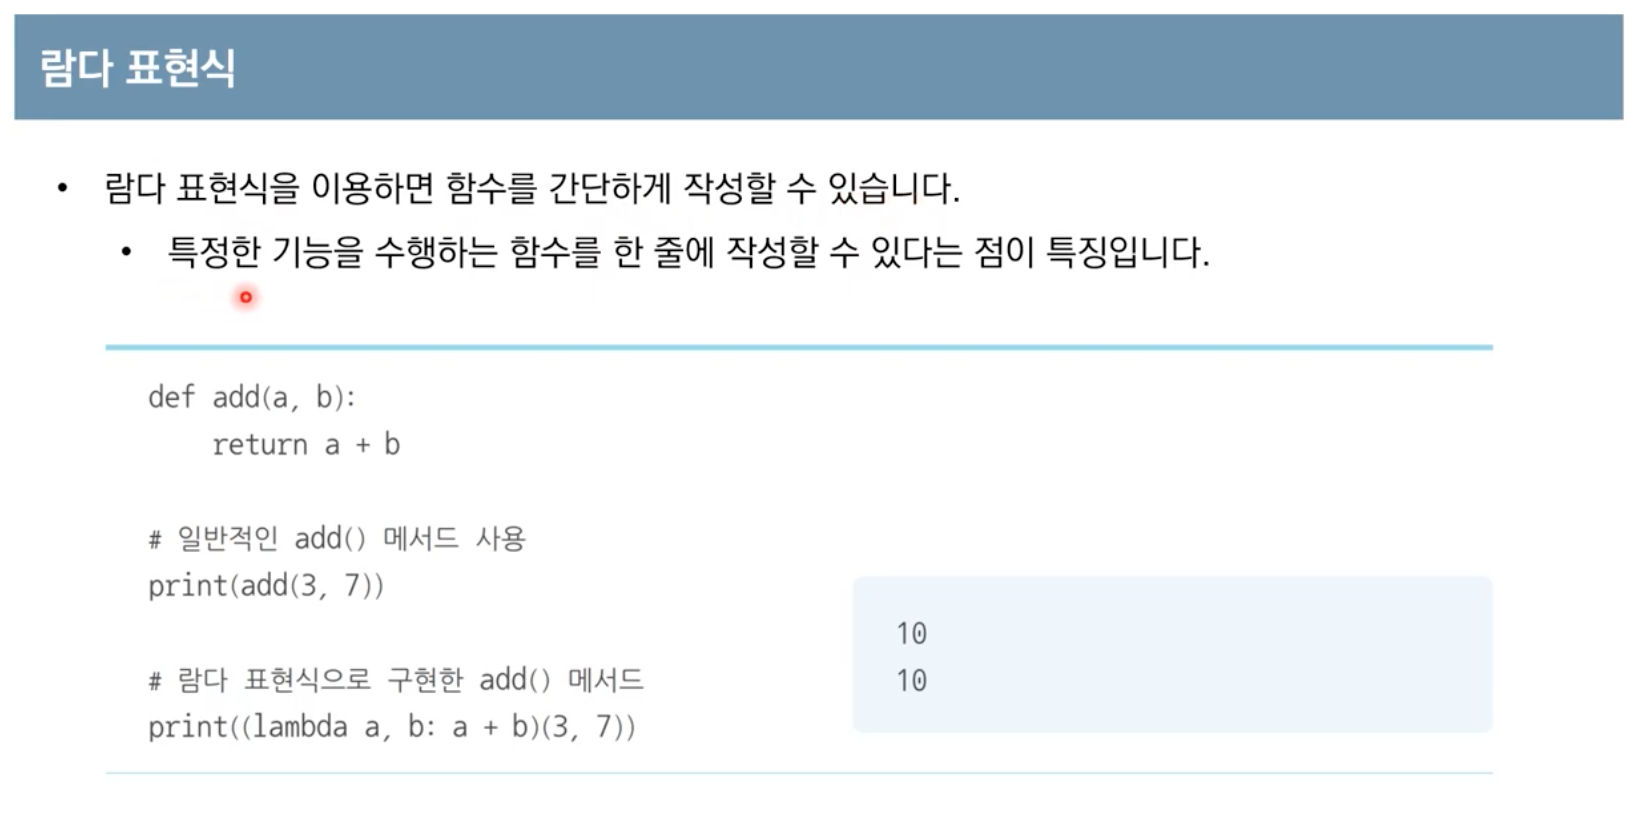 람다 표현식
• 람다 표현식을 이용하면 함수를 간단하게 작성할 수 있습니다.
• 특정한 기능을 수행하는 함수를 한 줄에 작성할 수 있다는 점이 특징입니다.
def add(a, b):
    return a + b
# 일반적인 add() 메서드 사용
print(add(3, 7))
# 람다 표현식으로 구현한 add() 메서드
print((lambda a, b: a + b)(3, 7))
10
10